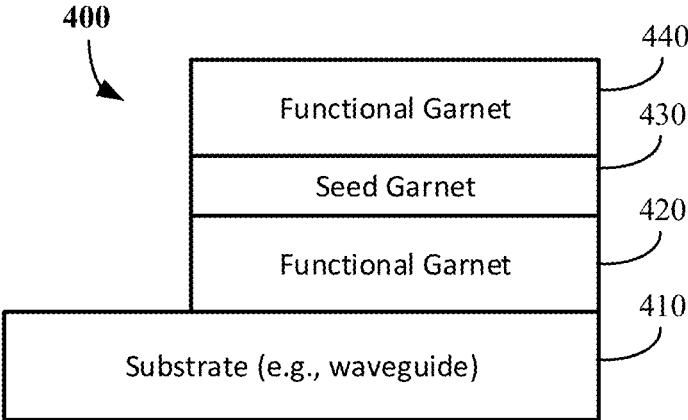 400
440
Functional Garnet
430
Seed Garnet
420
Functional Garnet
410
Substrate (e.g., waveguide)